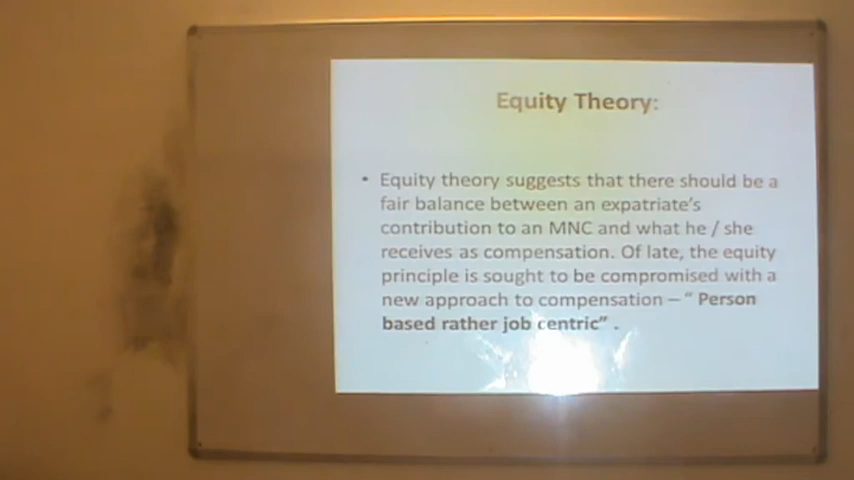 Equity Theory:
• Equity theory suggests that there should be a
fair balance between an expatriate's
contribution to an MNC and what he / she
receives as compensation. Of late, the equity
principle is sought to be compromised with a
new approach to compensation – “ Person
based rather job centric” .